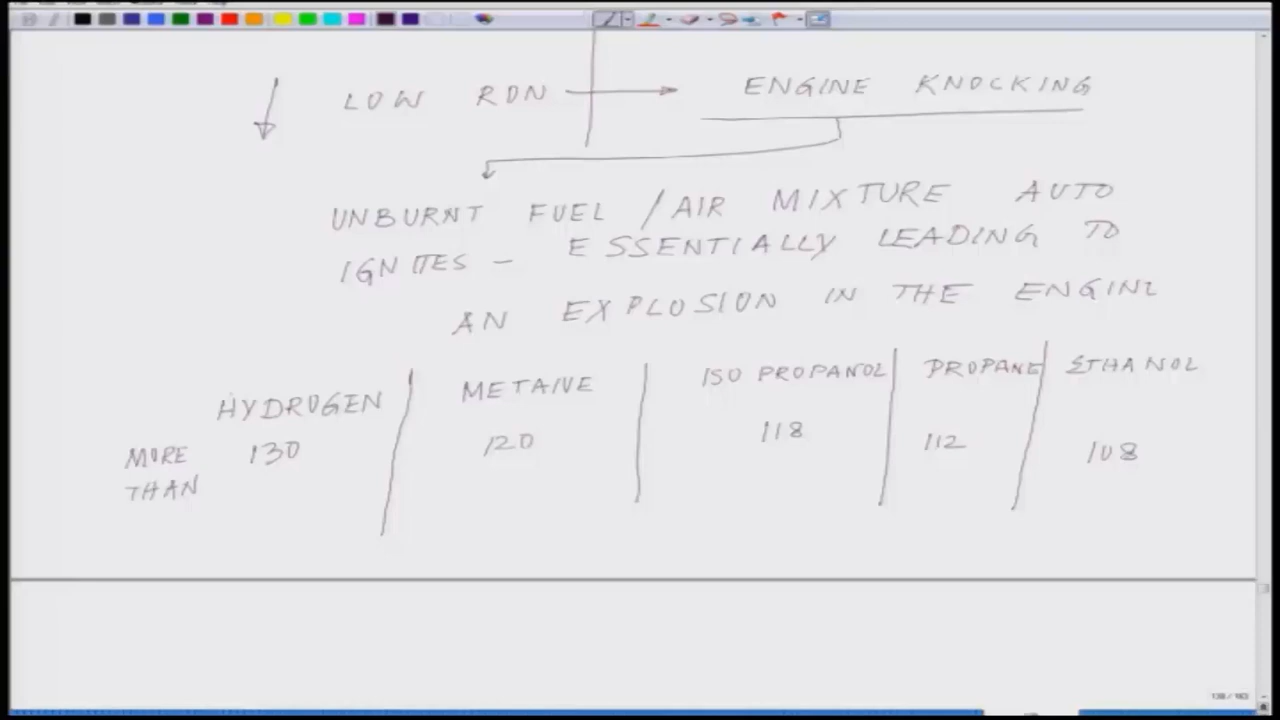 LOW RON ENGINE KNOCKING
UNBURNT FUEL / AIR MIXTURE AUTO
IGNITES - ESSENTIALLY LEADING TO
AN EXPLOSION IN THE ENGINE
HYDROGEN METANE ISO PROPANOL PROPANE ETHANOL
MORE 130 120 118 112 108
THAN